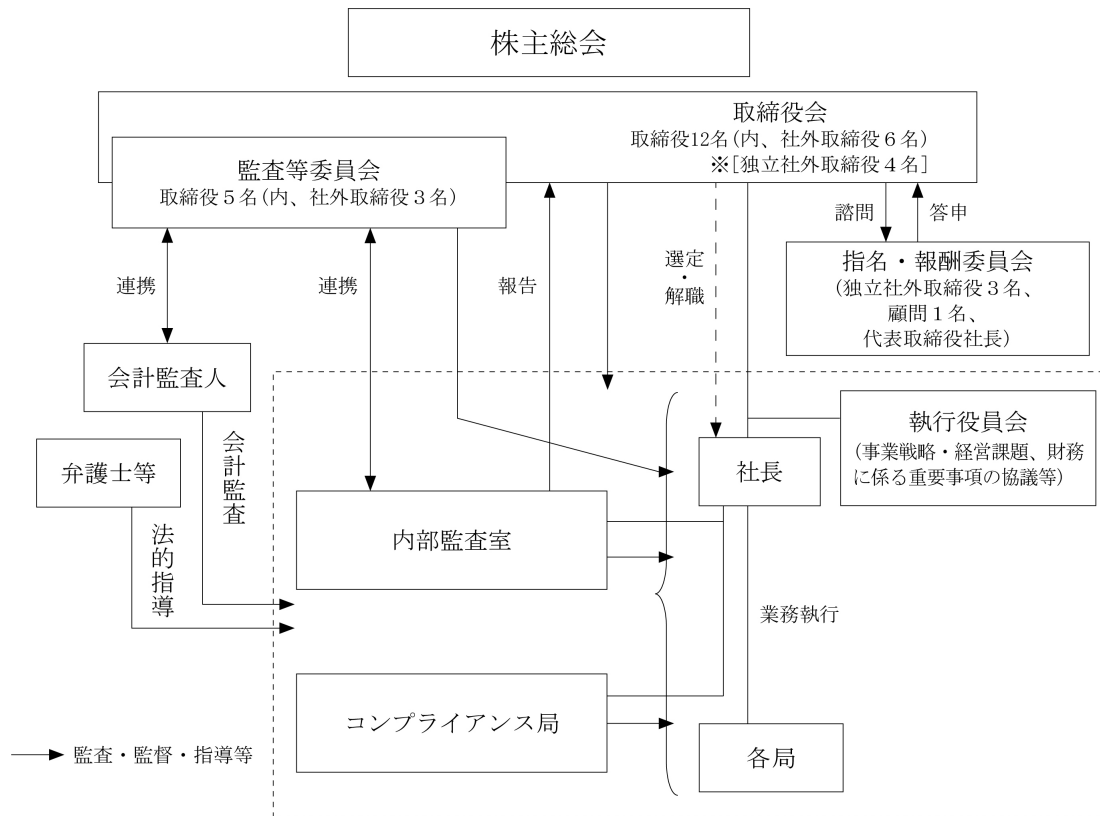 株主総会
取締役会
取締役12名(内、社外取締役６名)
※[独立社外取締役４名]
監査等委員会
取締役５名(内、社外取締役３名)
諮問
答申
連携
連携
報告
選定
・
解職
指名・報酬委員会
(独立社外取締役３名、
顧問１名、
代表取締役社長)
会計監査人
執行役員会
(事業戦略・経営課題、財務
に係る重要事項の協議等)
弁護士等
会計監査
社長
内部監査室
法的指導
業務執行
コンプライアンス局
各局
監査・監督・指導等